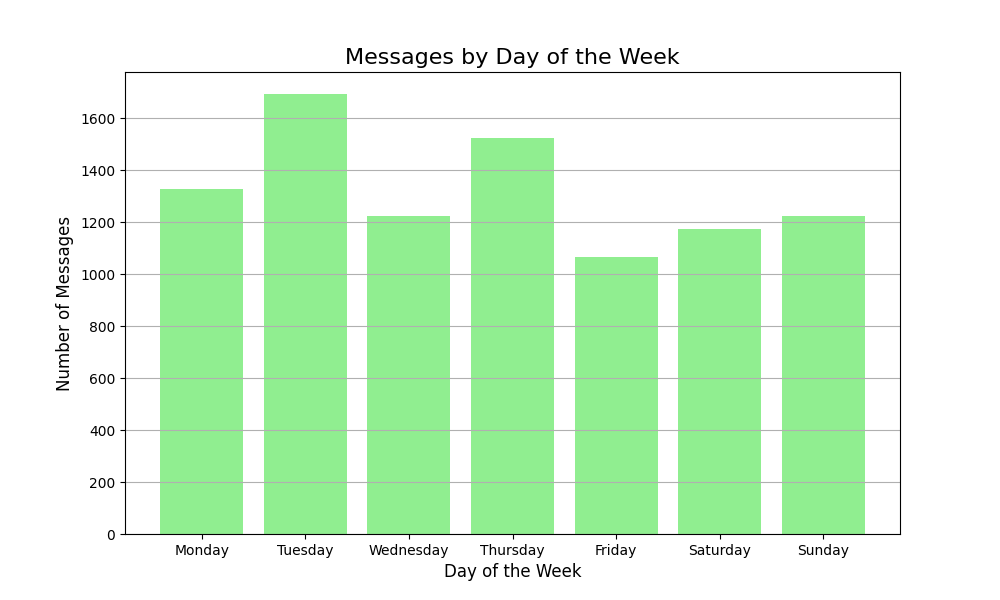 Messages by Day of the Week
Number of Messages
1600
1400
1200
1000
800
600
400
200
0
Monday Tuesday Wednesday Thursday Friday Saturday Sunday
Day of the Week